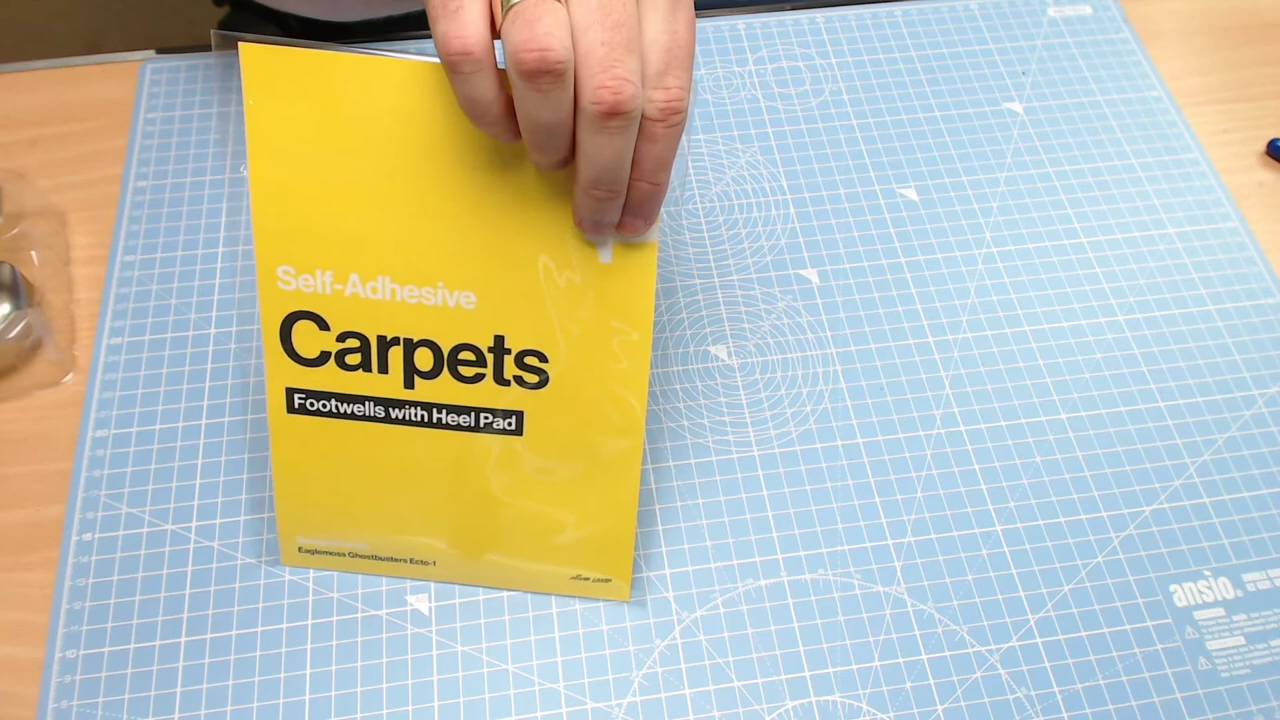 Self-Adhesive
Carpets
Footwells with Heel Pad
Eaglemoss Ghostbusters Ecto-1
ansio